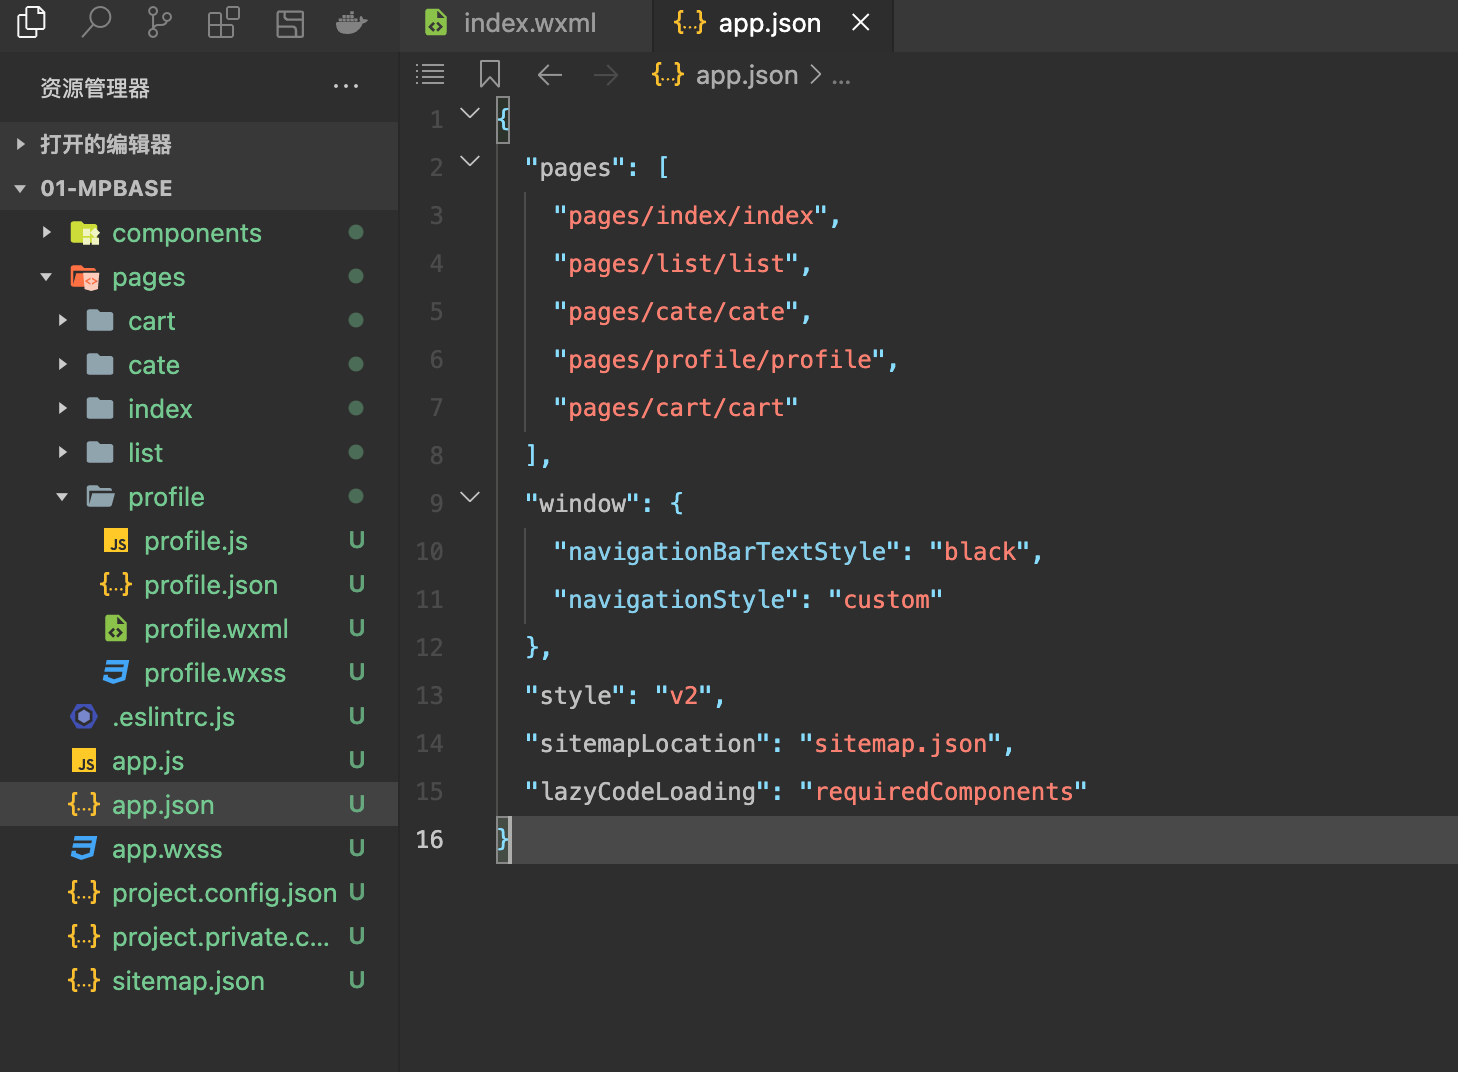 index.wxml
app.json
资源管理器
打开的编辑器
01-MPBASE
components
pages
cart
cate
index
list
profile
profile.js U
profile.json U
profile.wxml U
profile.wxss U
.eslintrc.js U
app.js U
app.json U
app.wxss U
project.config.json U
project.private.c... U
sitemap.json U
app.json > ...
1 {
2 "pages": [
3 "pages/index/index",
4 "pages/list/list",
5 "pages/cate/cate",
6 "pages/profile/profile",
7 "pages/cart/cart"
8 ],
9 "window": {
10 "navigationBarTextStyle": "black",
11 "navigationStyle": "custom"
12 },
13 "style": "v2",
14 "sitemapLocation": "sitemap.json",
15 "lazyCodeLoading": "requiredComponents"
16 }